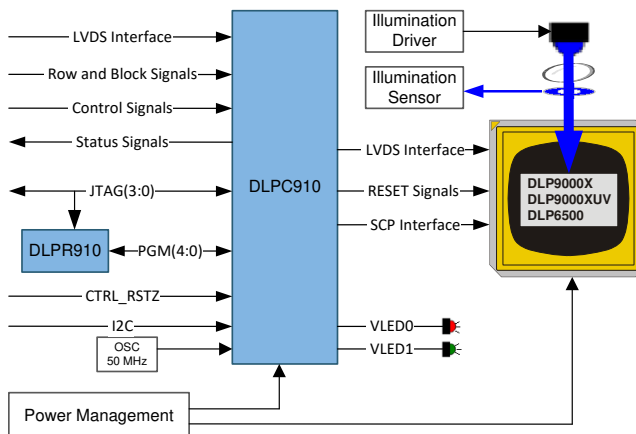 LVDS Interface
Row and Block Signals
Control Signals
Status Signals
JTAG(3:0)
DLPR910
PGM(4:0)
CTRL_RSTZ
I2C
OSC
50 MHz
Power Management
DLPC910
Illumination
Driver
Illumination
Sensor
LVDS Interface
RESET Signals
SCP Interface
DLP9000X
DLP9000XUV
DLP6500
VLED0
VLED1